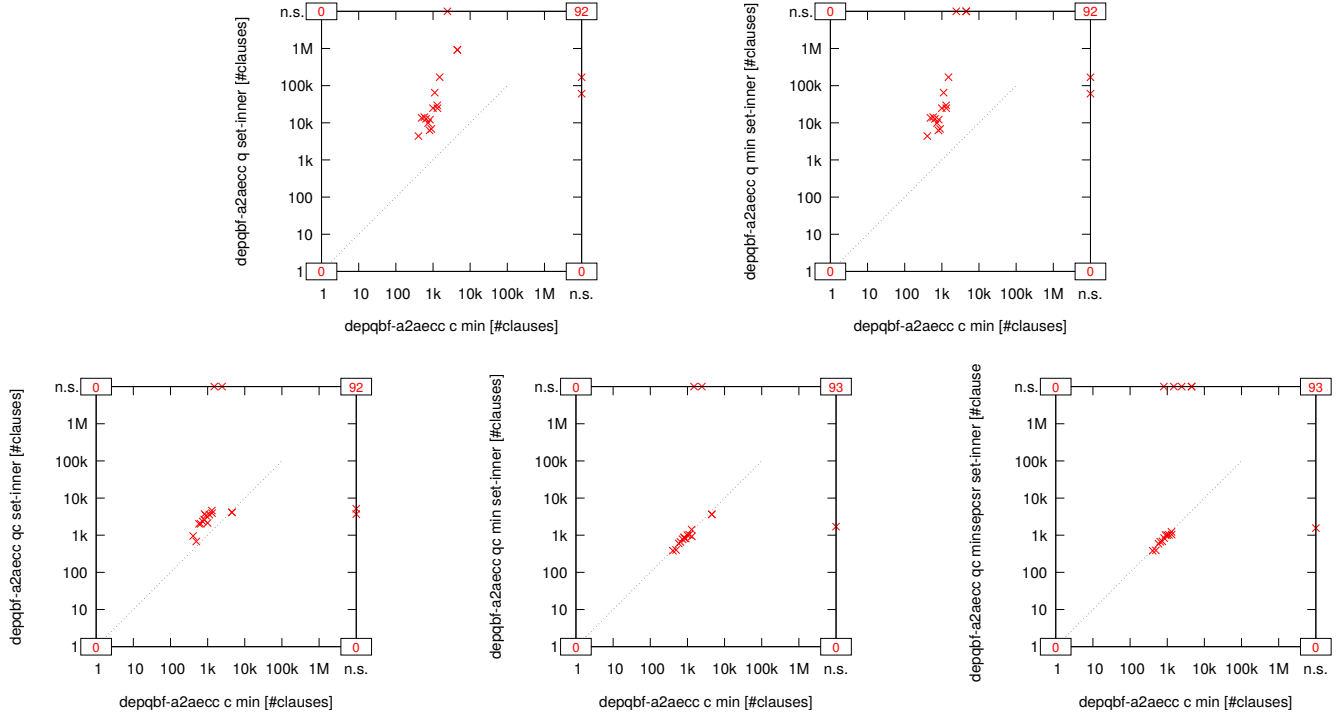 n.s.
0
92
1M
100k
10k
1k
100
10
1
0
0
1 10 100 1k 10k 100k 1M n.s.
depqbf-a2aecc q set-inner [#clauses]
depqbf-a2aecc c min [#clauses]
n.s.
0
92
1M
100k
10k
1k
100
10
1
0
0
1 10 100 1k 10k 100k 1M n.s.
depqbf-a2aecc q min set-inner [#clauses]
depqbf-a2aecc c min [#clauses]
n.s.
0
92
1M
100k
10k
1k
100
10
1
0
0
1 10 100 1k 10k 100k 1M n.s.
depqbf-a2aecc qc set-inner [#clauses]
depqbf-a2aecc c min [#clauses]
n.s.
0
93
1M
100k
10k
1k
100
10
1
0
0
1 10 100 1k 10k 100k 1M n.s.
depqbf-a2aecc qc min set-inner [#clauses]
depqbf-a2aecc c min [#clauses]
n.s.
0
93
1M
100k
10k
1k
100
10
1
0
0
1 10 100 1k 10k 100k 1M n.s.
depqbf-a2aecc qc minsepcsr set-inner [#clause
depqbf-a2aecc c min [#clauses]